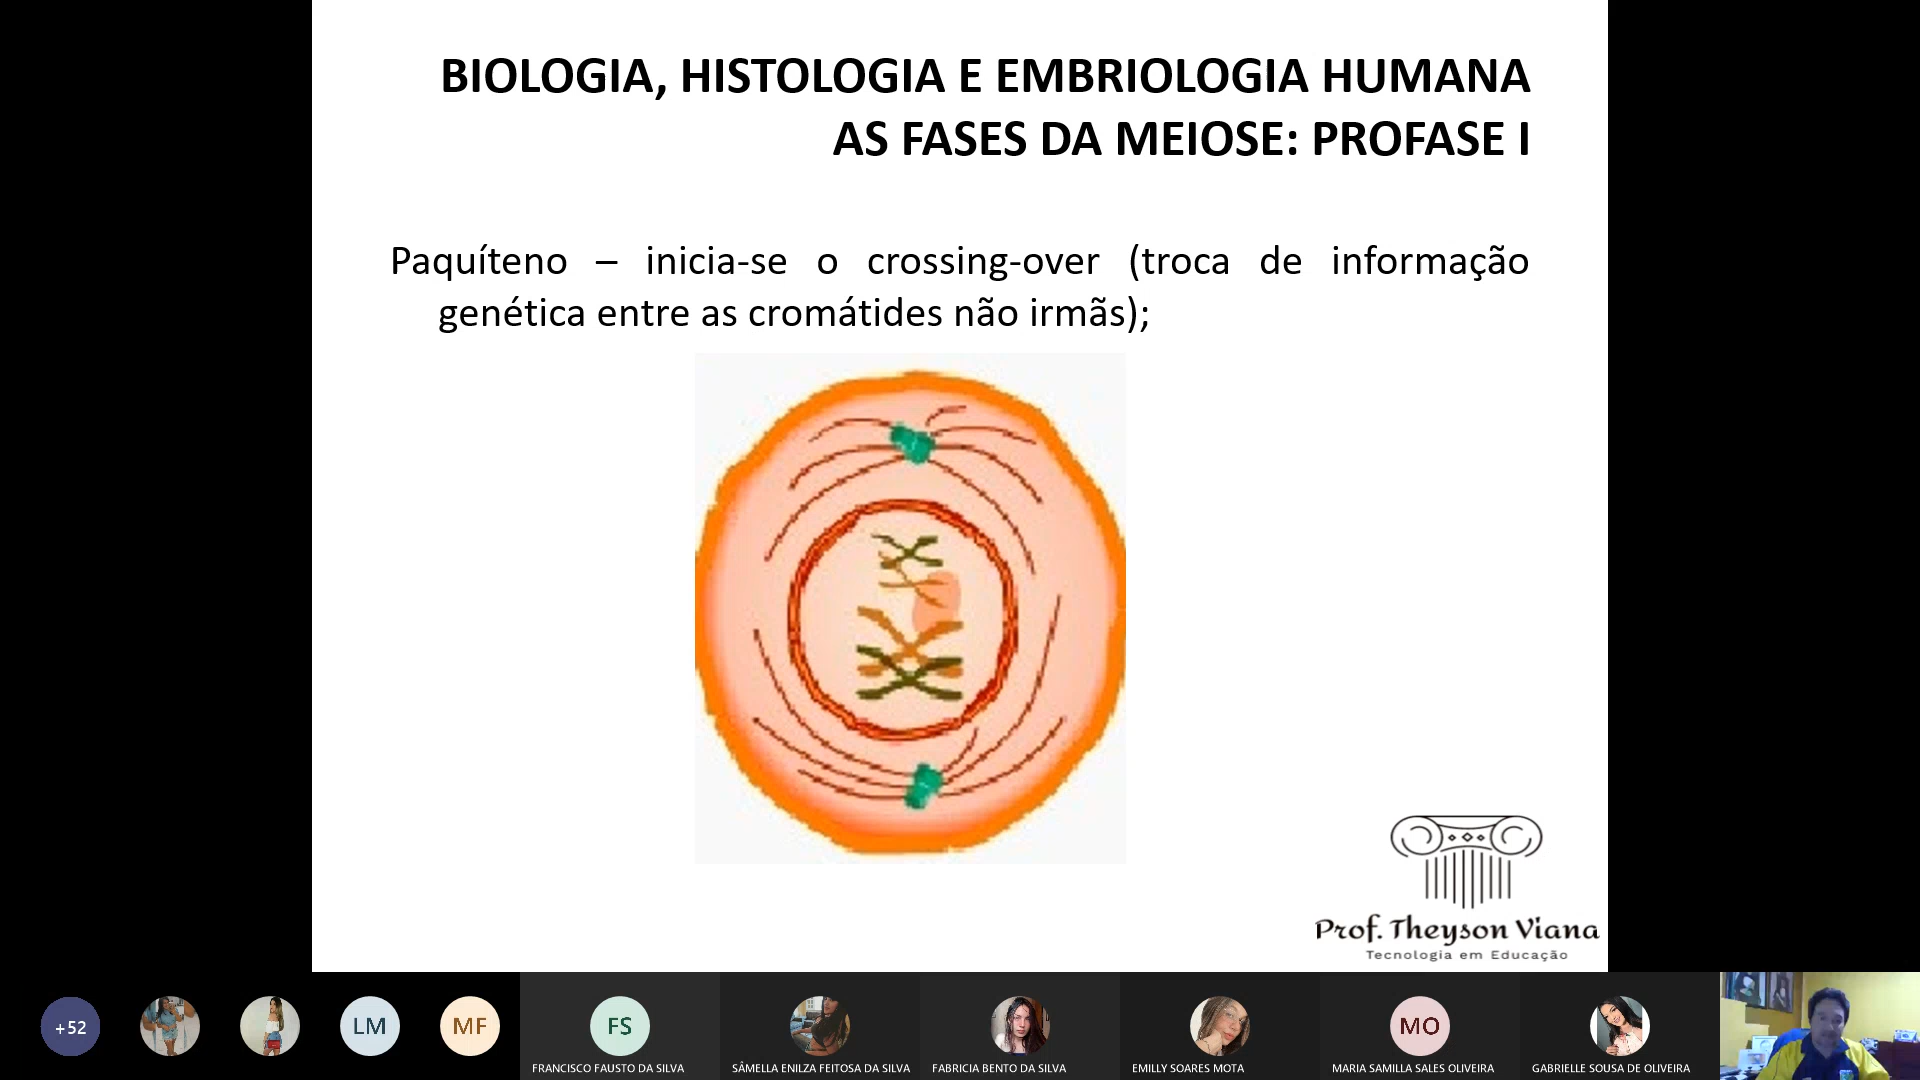 BIOLOGIA, HISTOLOGIA E EMBRIOLOGIA HUMANA
AS FASES DA MEIOSE: PROFASE I
Paquíteno – inicia-se o crossing-over (troca de informação
genética entre as cromátides não irmãs);
Prof. Theyson Viana
Tecnologia em Educação
+52
LM
MF
FS
MO
FRANCISCO FAUSTO DA SILVA
SÂMELLA ENILZA FEITOSA DA SILVA
FABRICIA BENTO DA SILVA
EMILLY SOARES MOTA
MARIA SAMILLA SALES OLIVEIRA
GABRIELLE SOUSA DE OLIVEIRA